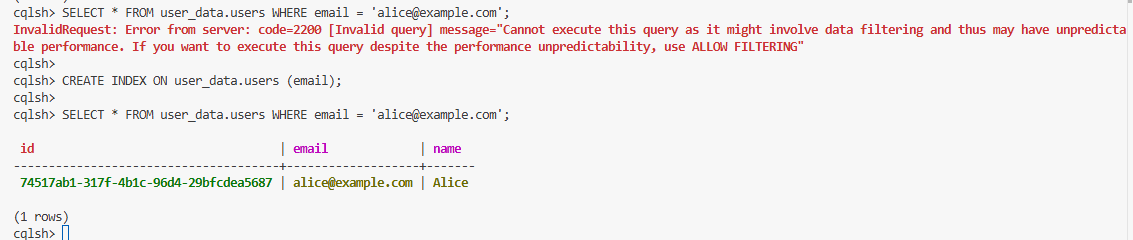 cqlsh> SELECT * FROM user_data.users WHERE email = 'alice@example.com';
InvalidRequest: Error from server: code=2200 [Invalid query] message="Cannot execute this query as it might involve data filtering and thus may have unpredicta
ble performance. If you want to execute this query despite the performance unpredictability, use ALLOW FILTERING"
cqlsh>
cqlsh> CREATE INDEX ON user_data.users (email);
cqlsh>
cqlsh> SELECT * FROM user_data.users WHERE email = 'alice@example.com';
id | email | name
--------------------------------------+-------------------+-------
74517ab1-317f-4b1c-96d4-29bfcdea5687 | alice@example.com | Alice
(1 rows)
cqlsh>